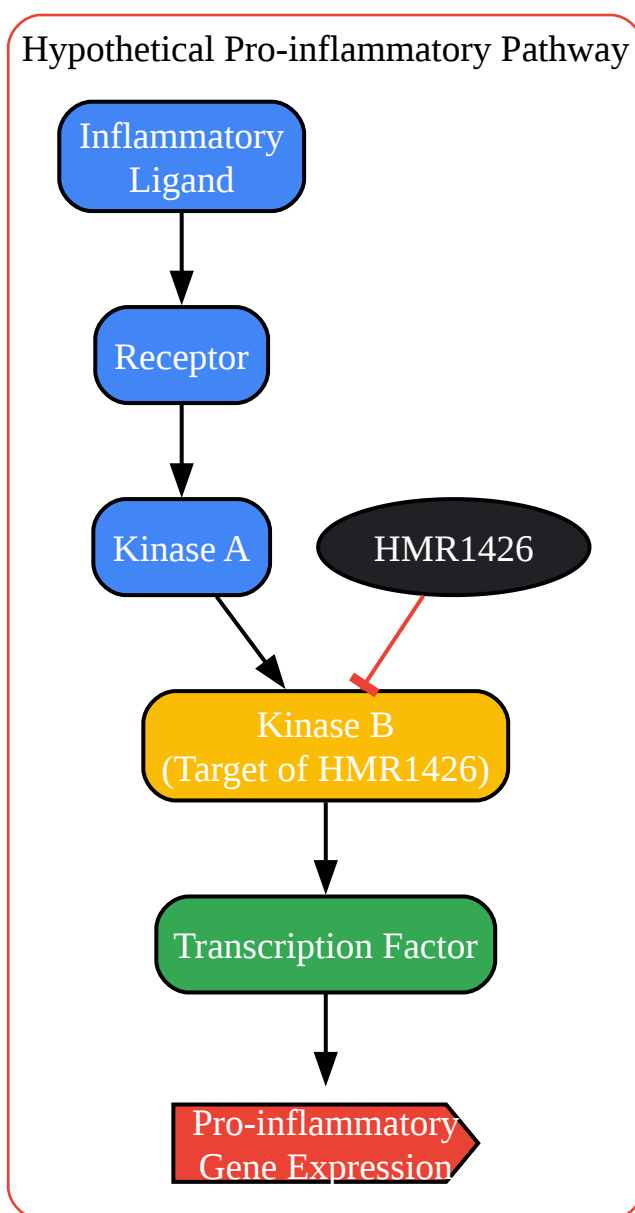 Hypothetical Pro-inflammatory Pathway
Inflammatory
Ligand
Receptor
Kinase A
HMR1426
Kinase B
(Target of HMR1426)
Transcription Factor
Pro-inflammatory
Gene Expression